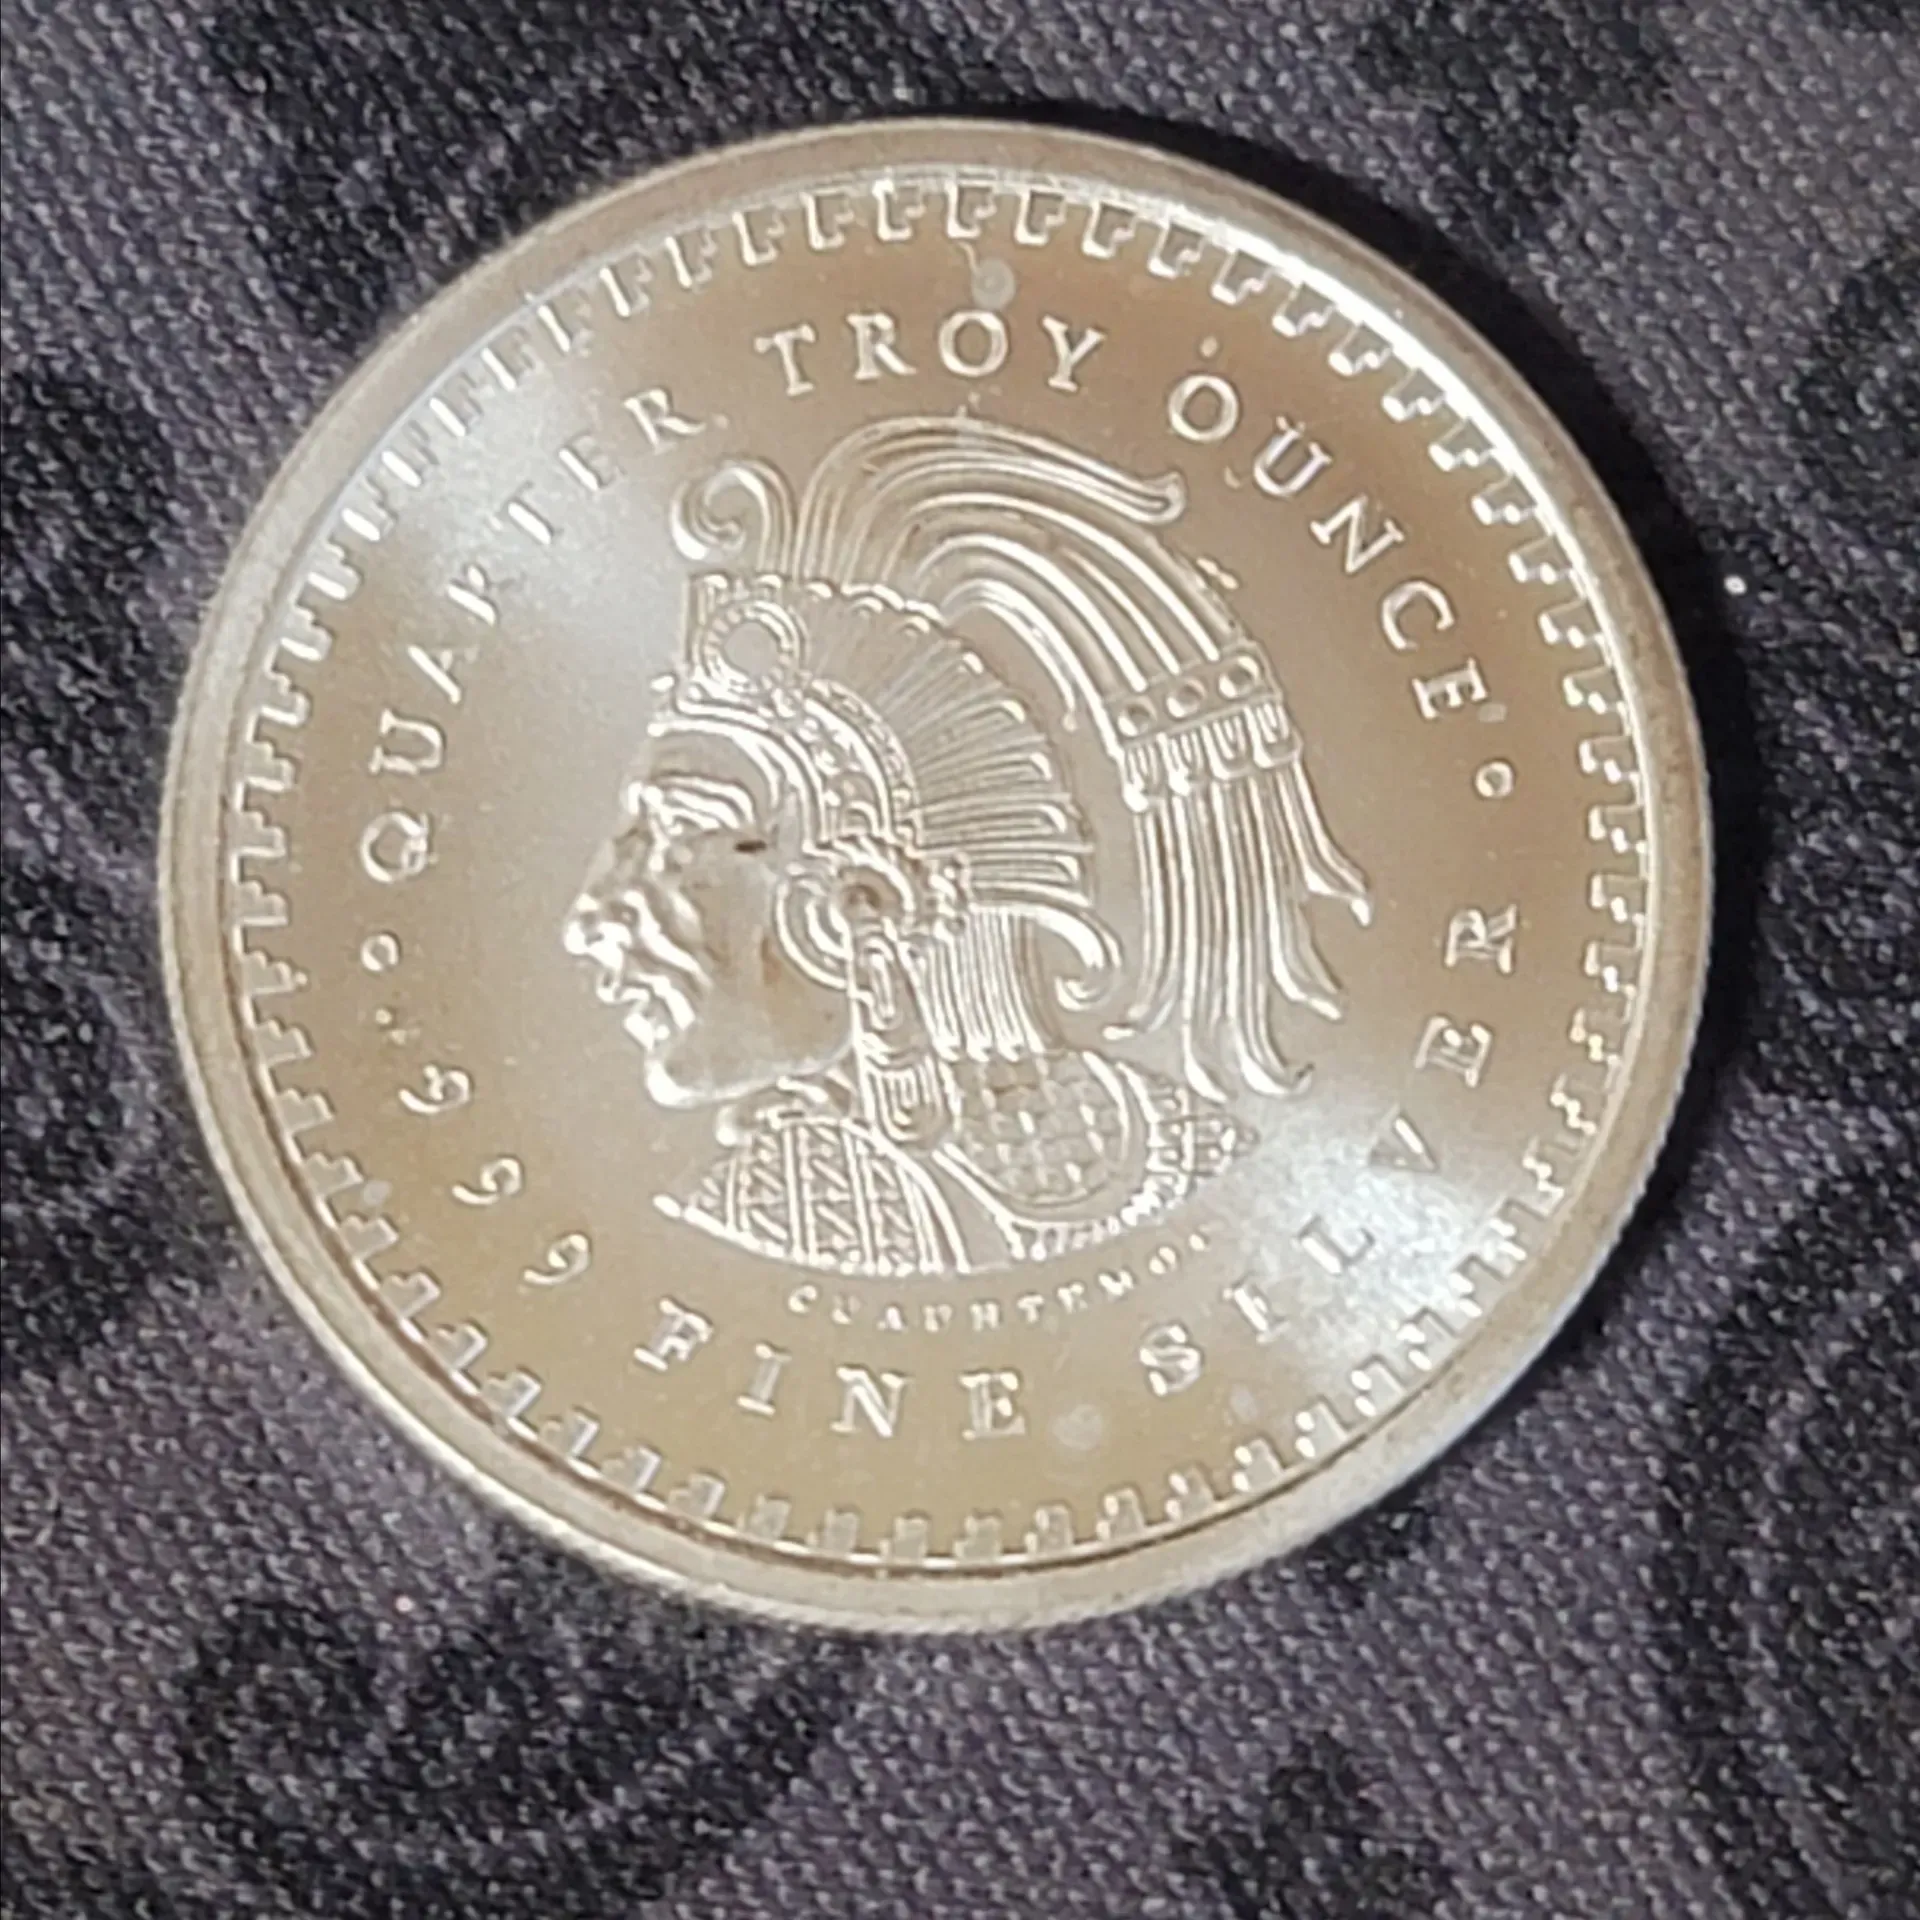 QUARTER TROY OUNCE
.999 FINE SILVER
CUAUHTEMOC